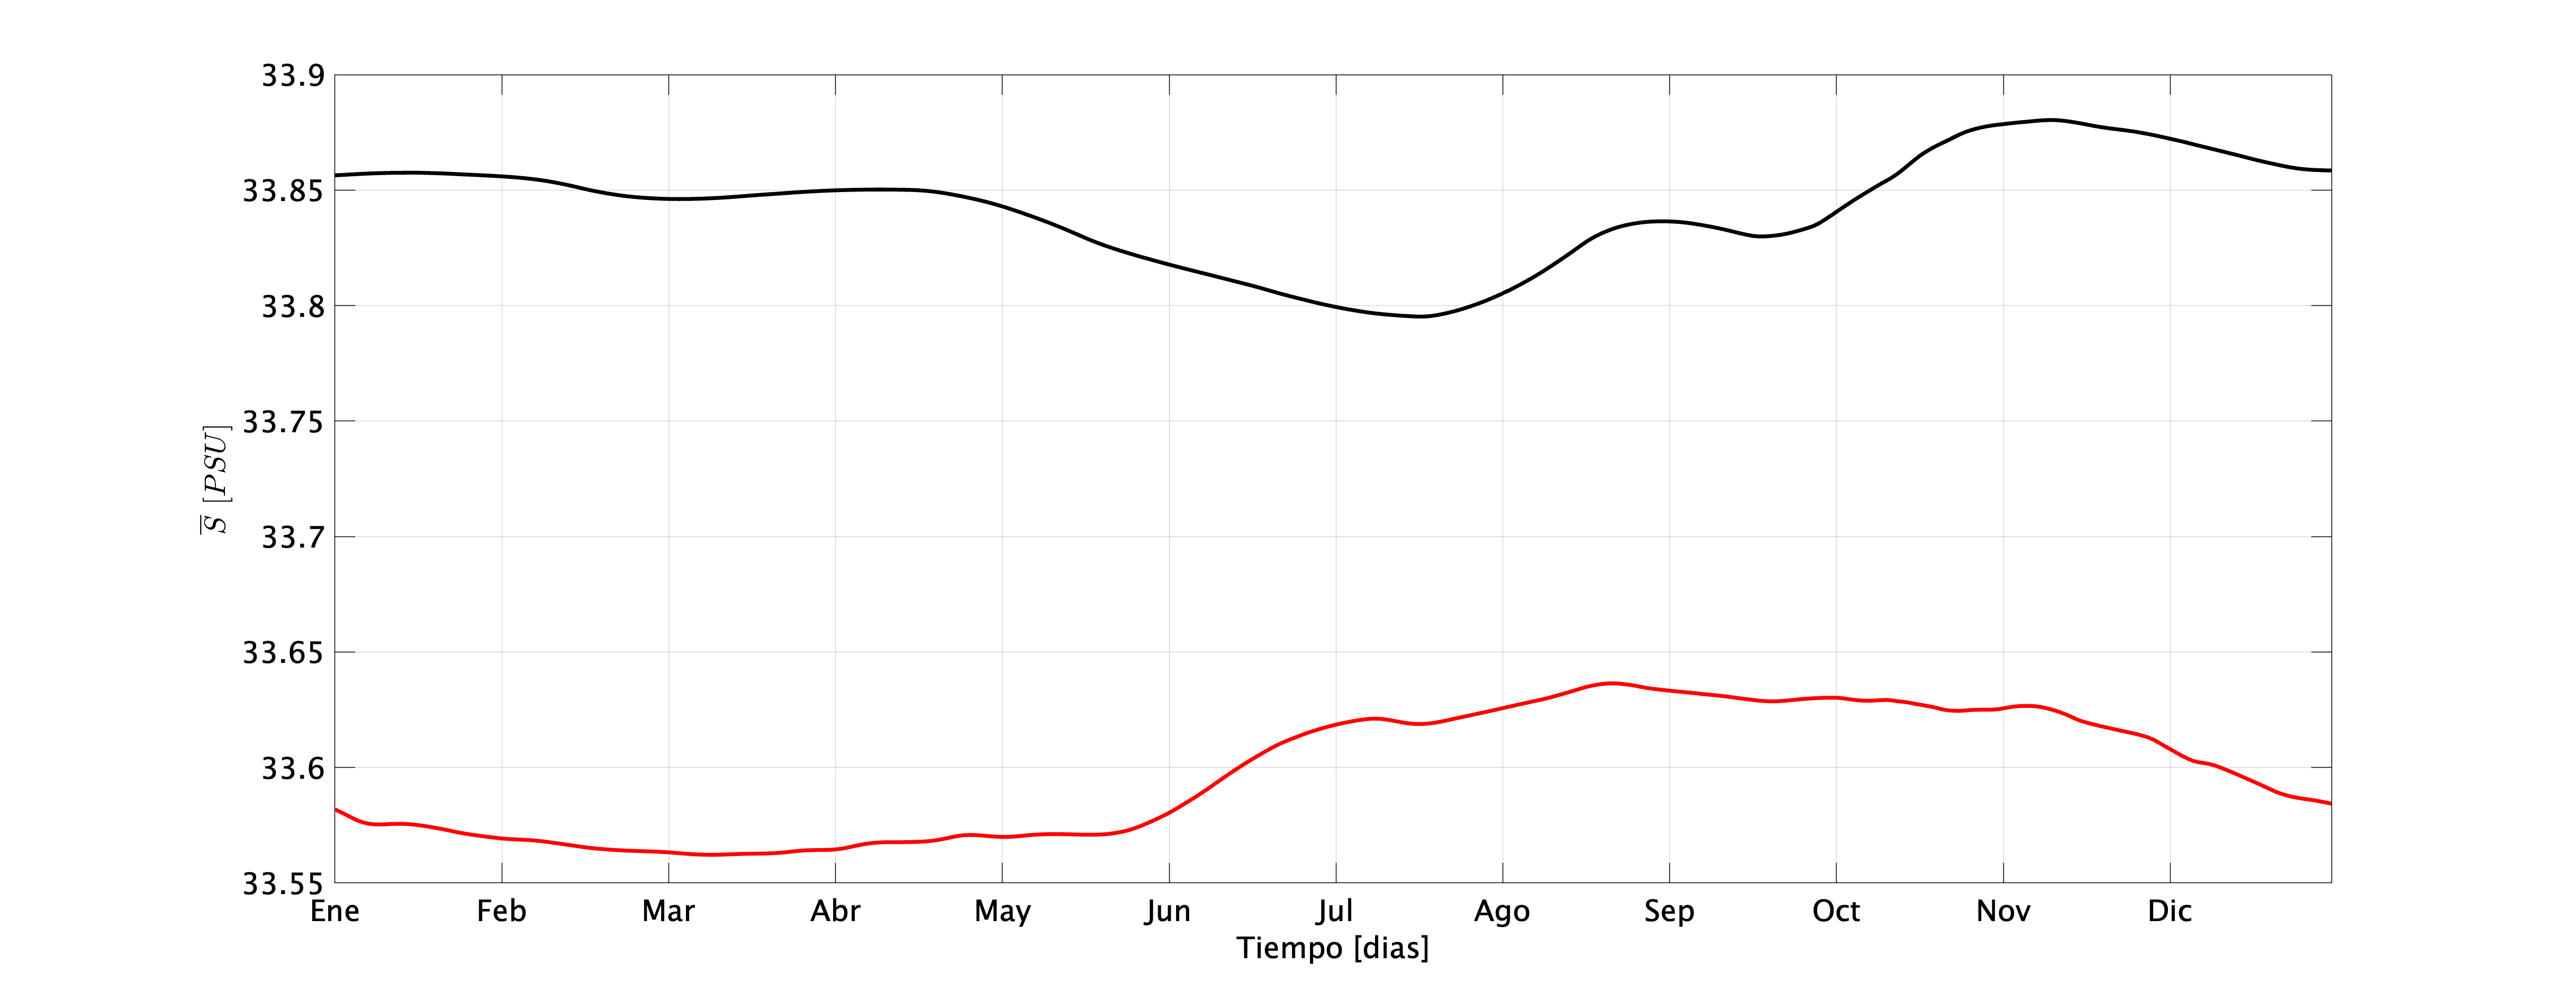 33.9
33.85
33.8
33.75
33.7
33.65
33.6
33.55
S̅ [PSU]
Ene Feb Mar Abr May Jun Jul Ago Sep Oct Nov Dic
Tiempo [dias]